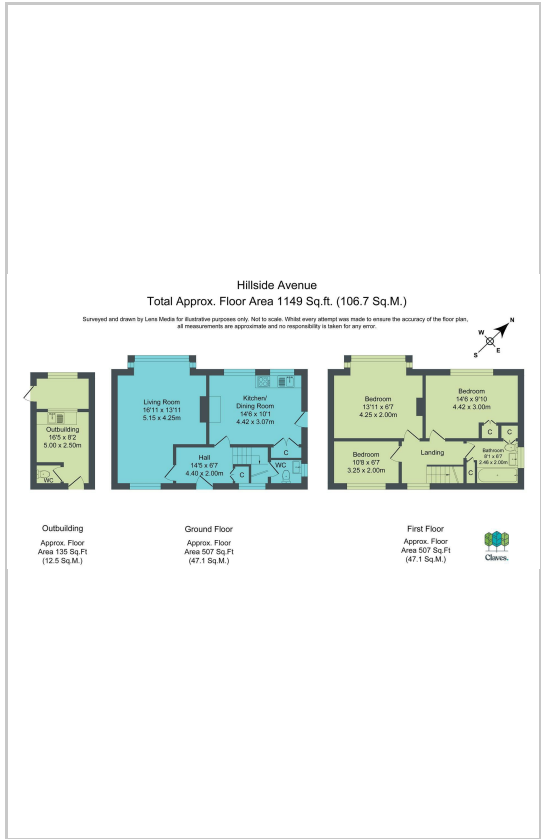 Hillside Avenue
Total Approx. Floor Area 1149 Sq.ft. (106.7 Sq.M.)
Surveyed and drawn by Lens Media for illustrative purposes only. Not to scale. Whilst every attempt was made to ensure the accuracy of the floor plan,
all measurements are approximate and no responsibility is taken for any error.
N
W
E
S
Outbuilding
16'5 x 8'2
5.00 x 2.50m
WC
Living Room
16'11 x 13'11
5.15 x 4.25m
Kitchen/
Dining Room
14'6 x 10'1
4.42 x 3.07m
Hall
14'5 x 6'7
4.40 x 2.00m
C
C
WC
Bedroom
13'11 x 6'7
4.25 x 2.00m
Bedroom
14'6 x 9'10
4.42 x 3.00m
C
C
Bedroom
10'8 x 6'7
3.25 x 2.00m
Landing
C
Bathroom
8'1 x 6'7
2.46 x 2.00m
Outbuilding
Approx. Floor
Area 135 Sq.Ft
(12.5 Sq.M.)
Ground Floor
Approx. Floor
Area 507 Sq.Ft
(47.1 Sq.M.)
First Floor
Approx. Floor
Area 507 Sq.Ft
(47.1 Sq.M.)
Claves.